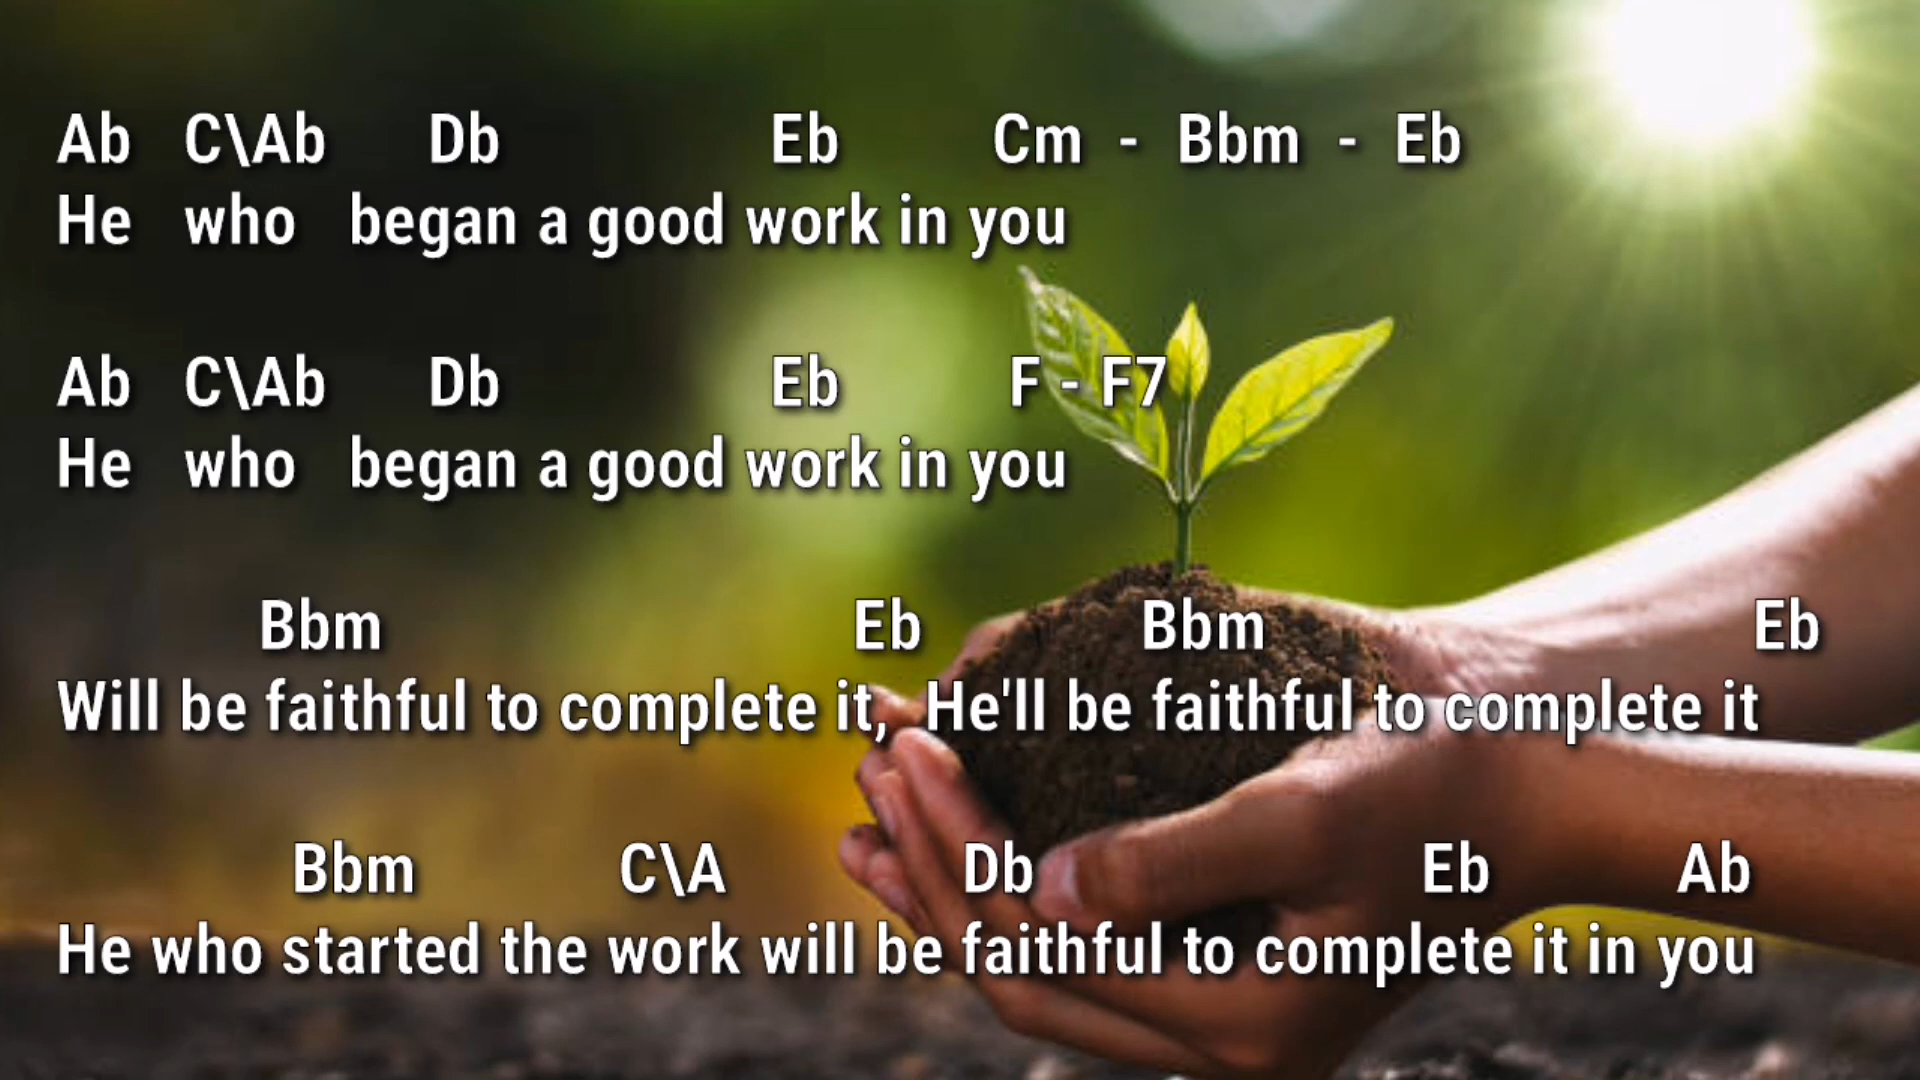 Ab C\Ab Db Eb Cm - Bbm - Eb
He who began a good work in you
Ab C\Ab Db Eb F - F7
He who began a good work in you
Bbm Eb Bbm Eb
Will be faithful to complete it, He'll be faithful to complete it
Bbm C\A Db Eb Ab
He who started the work will be faithful to complete it in you